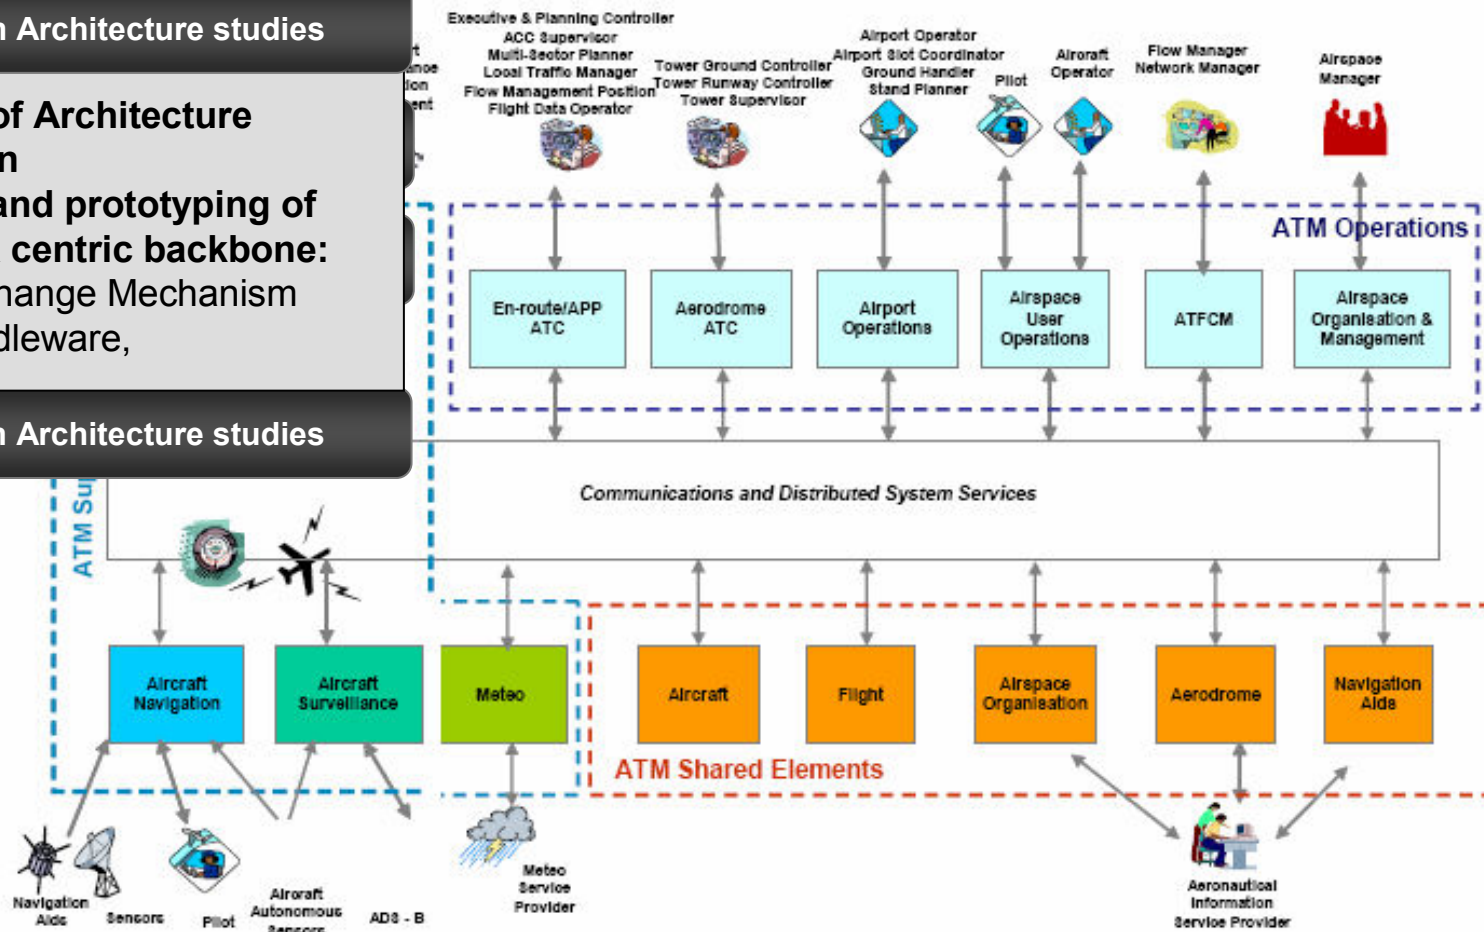 n Architecture studies
of Architecture
n
and prototyping of
centric backbone:
hange Mechanism
dleware,
n Architecture studies
Executive & Planning Controller
ACC Supervisor
Multi-Sector Planner
Local Traffic Manager
Flow Management Position
Flight Data Operator
Tower Ground Controller
Tower Runway Controller
Tower Supervisor
Airport Operator
Airport Slot Coordinator
Ground Handler
Stand Planner
Pilot
Aircraft
Operator
Flow Manager
Network Manager
Airspace
Manager
ATM Operations
En-route/APP
ATC
Aerodrome
ATC
Airport
Operations
Airspace
User
Operations
ATFCM
Airspace
Organisation &
Management
Communications and Distributed System Services
ATM Su
Aircraft
Navigation
Aircraft
Surveillance
Meteo
Aircraft
Flight
Airspace
Organisation
Aerodrome
Navigation
Aids
ATM Shared Elements
Navigation
Aids
Sensors
Pilot
Aircraft
Autonomous
Sensors
ADS - B
Meteo
Service
Provider
Aeronautical
Information
Service Provider